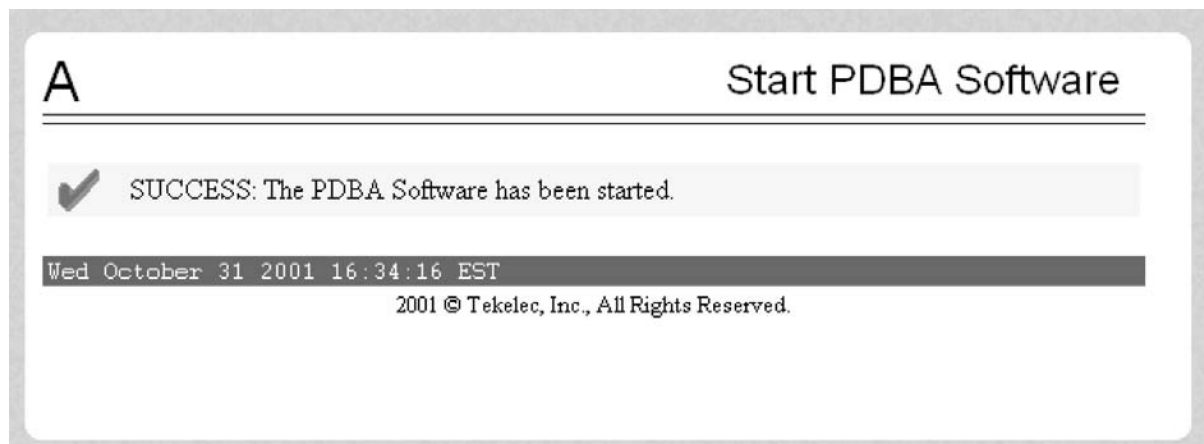 A
Start PDBA Software
SUCCESS: The PDBA Software has been started.
Wed October 31 2001 16:34:16 EST
2001 © Tekelec, Inc., All Rights Reserved.